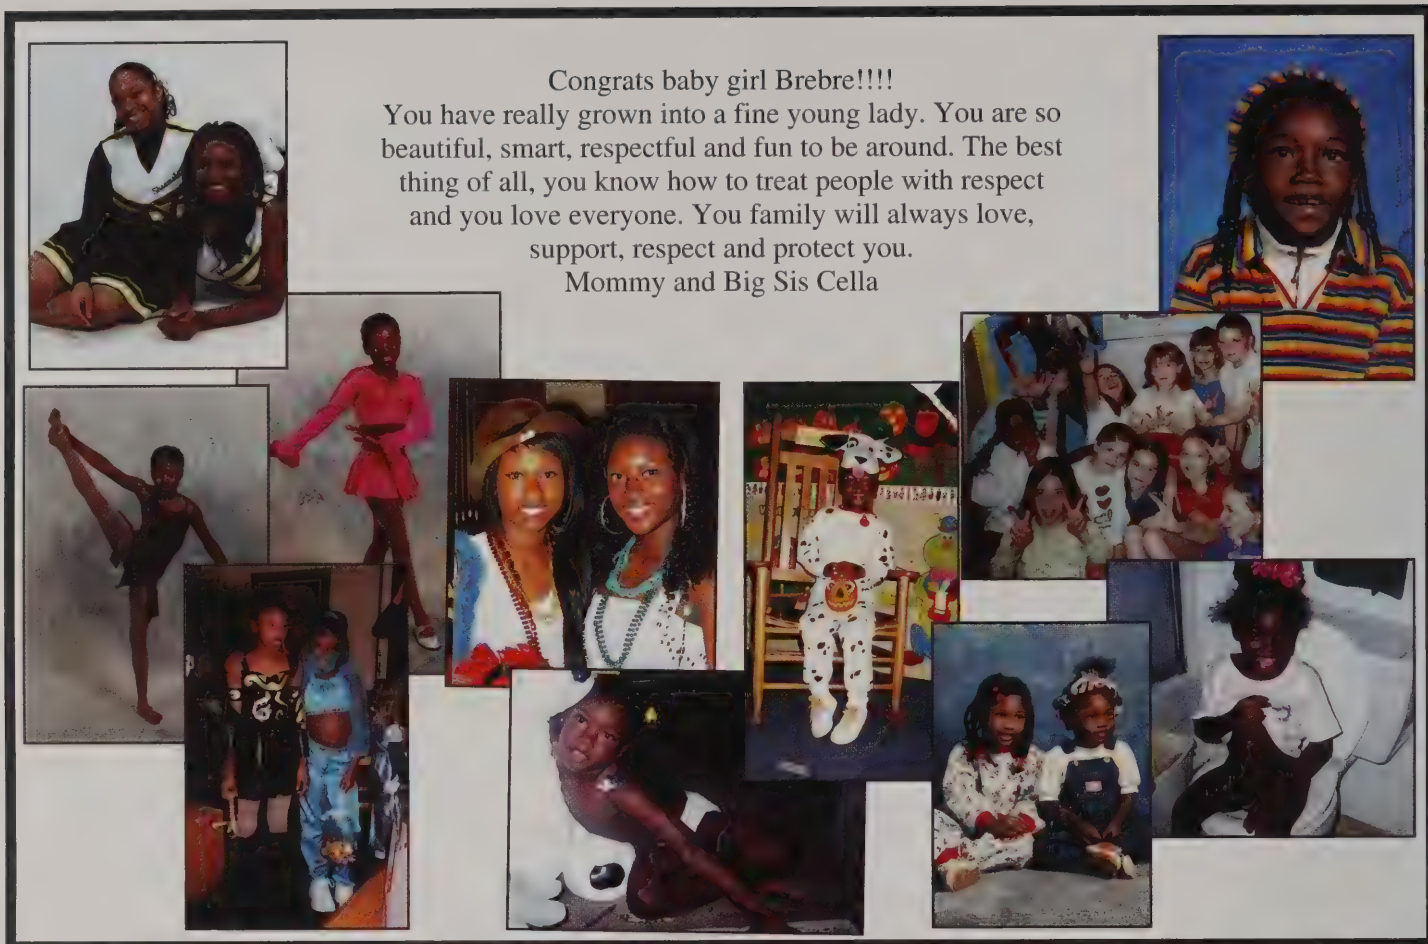 Congrats baby girl Brebre!!!!
You have really grown into a fine young lady. You are so
beautiful, smart, respectful and fun to be around. The best
thing of all, you know how to treat people with respect
and you love everyone. You family will always love,
support, respect and protect you.
Mommy and Big Sis Cella